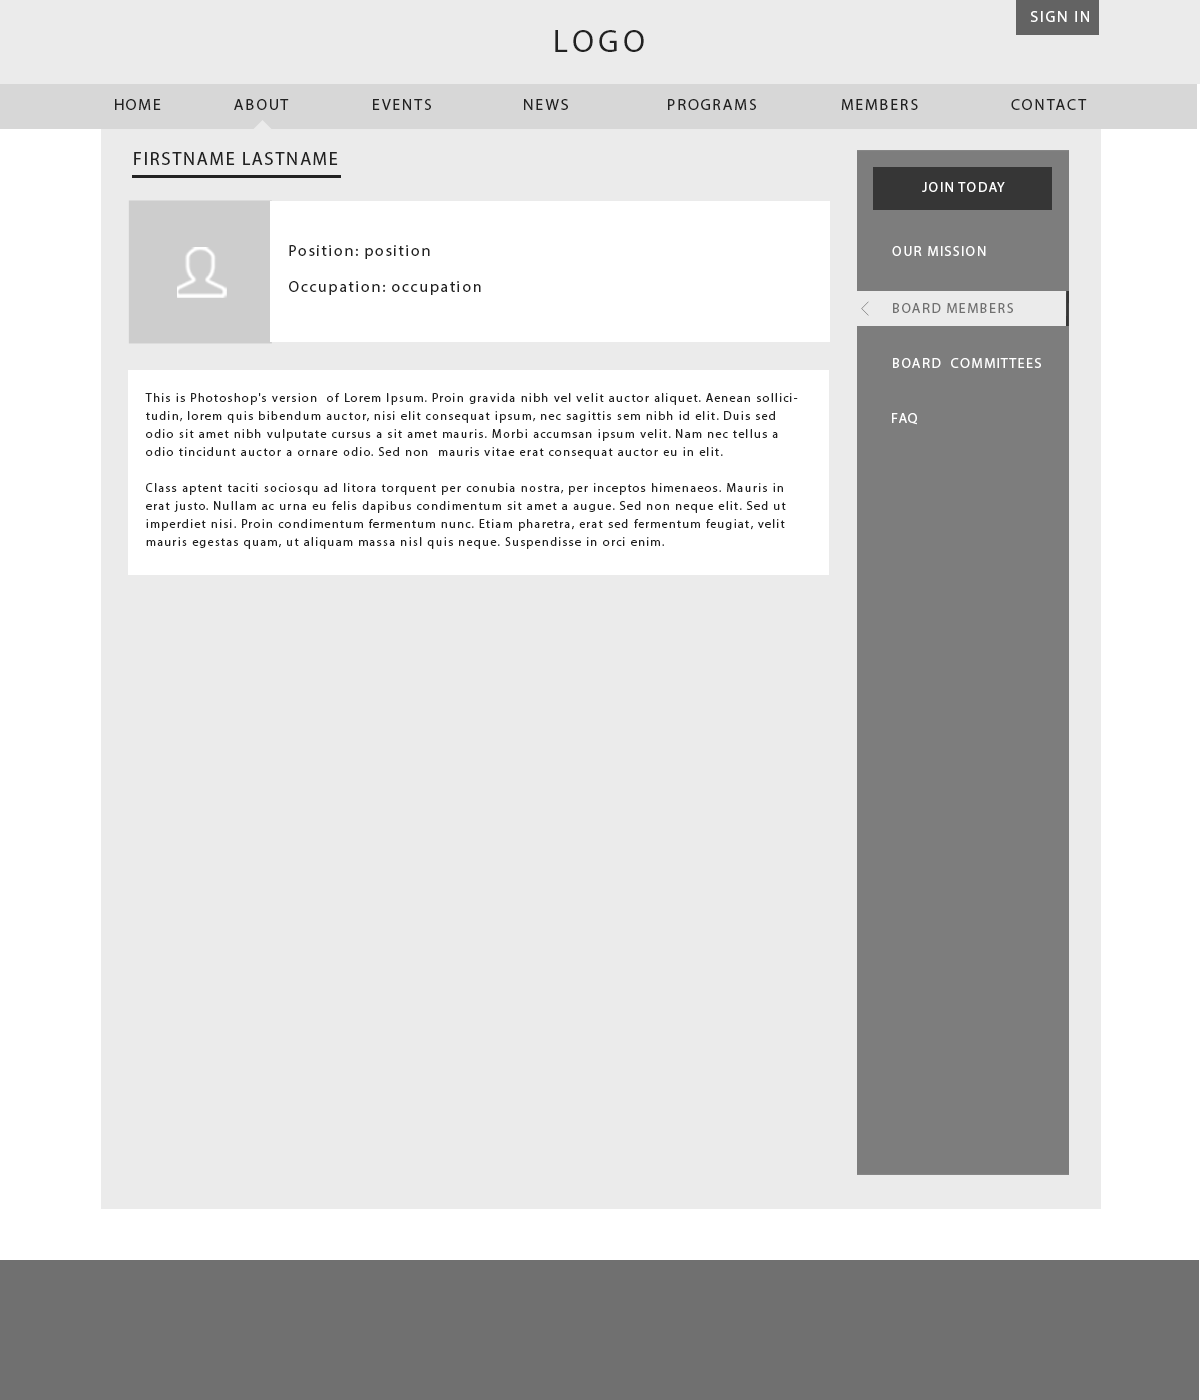 SIGN IN
LOGO
HOME ABOUT EVENTS NEWS PROGRAMS MEMBERS CONTACT
FIRSTNAME LASTNAME
Position: position
Occupation: occupation
This is Photoshop's version  of Lorem Ipsum. Proin gravida nibh vel velit auctor aliquet. Aenean sollici-
tudin, lorem quis bibendum auctor, nisi elit consequat ipsum, nec sagittis sem nibh id elit. Duis sed
odio sit amet nibh vulputate cursus a sit amet mauris. Morbi accumsan ipsum velit. Nam nec tellus a
odio tincidunt auctor a ornare odio. Sed non  mauris vitae erat consequat auctor eu in elit.
Class aptent taciti sociosqu ad litora torquent per conubia nostra, per inceptos himenaeos. Mauris in
erat justo. Nullam ac urna eu felis dapibus condimentum sit amet a augue. Sed non neque elit. Sed ut
imperdiet nisi. Proin condimentum fermentum nunc. Etiam pharetra, erat sed fermentum feugiat, velit
mauris egestas quam, ut aliquam massa nisl quis neque. Suspendisse in orci enim.
JOIN TODAY
OUR MISSION
BOARD MEMBERS
BOARD  COMMITTEES
FAQ